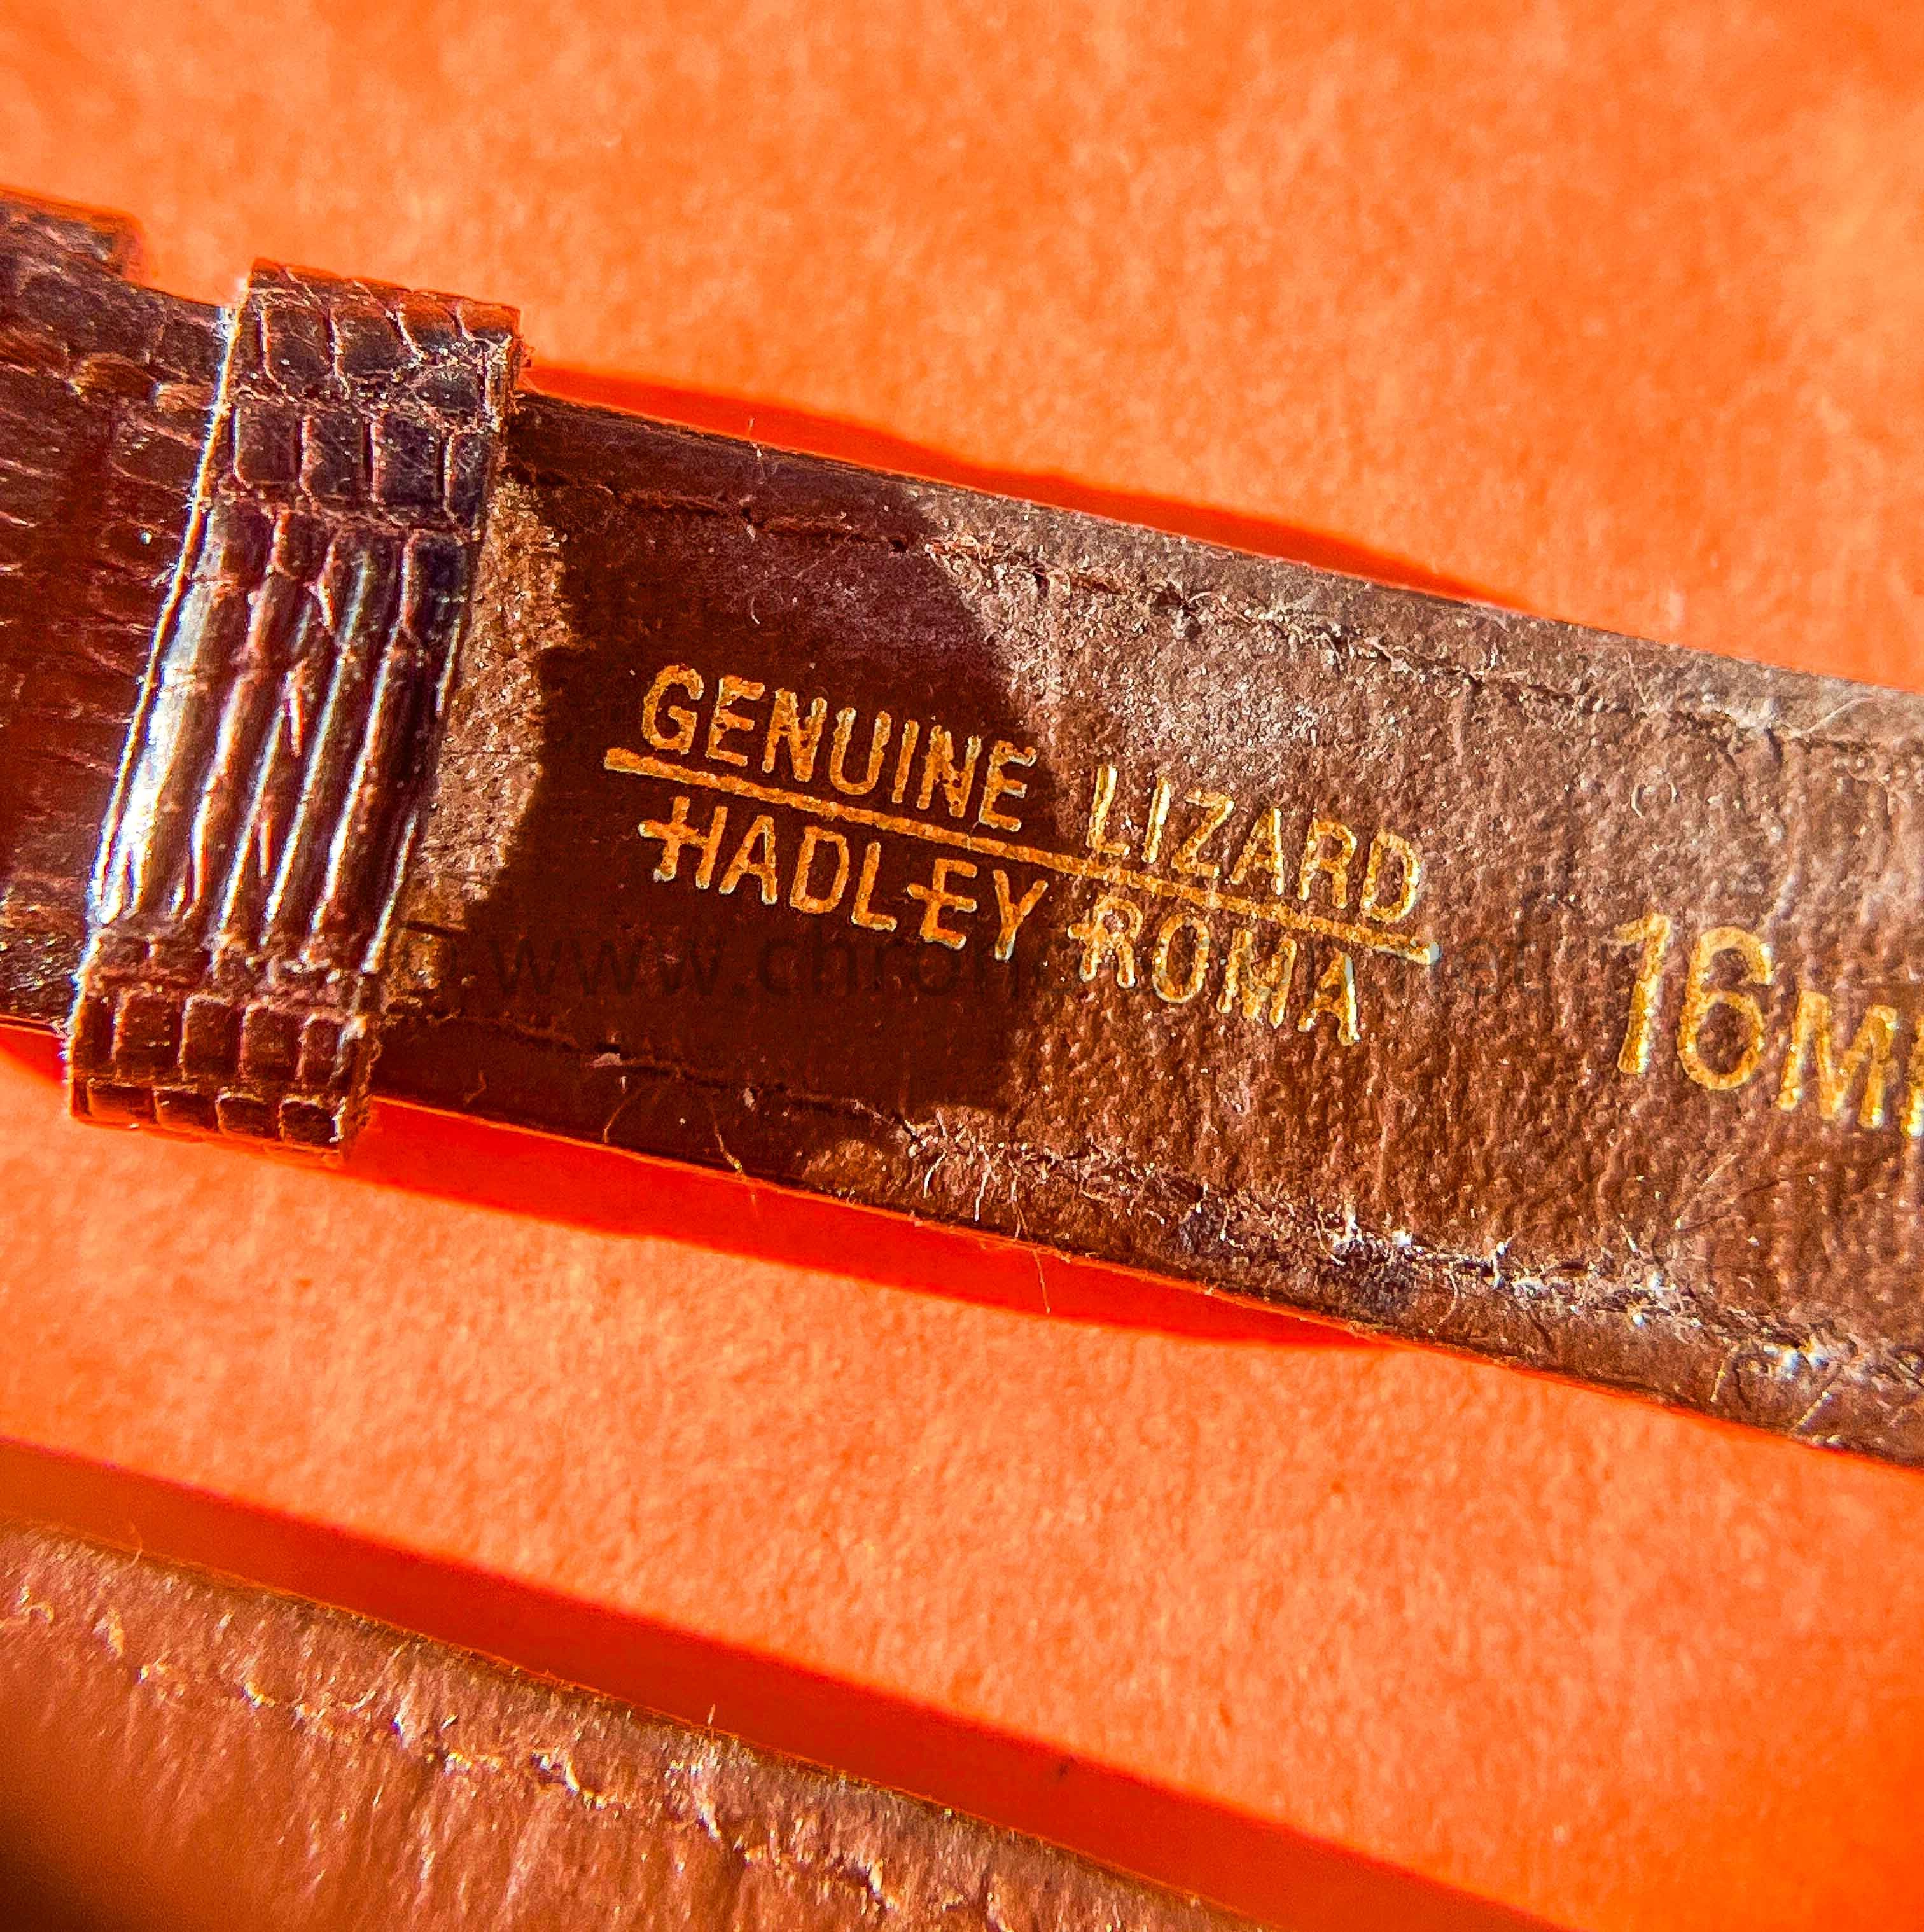 GENUINE LIZARD
HADLEY ROMA
16M